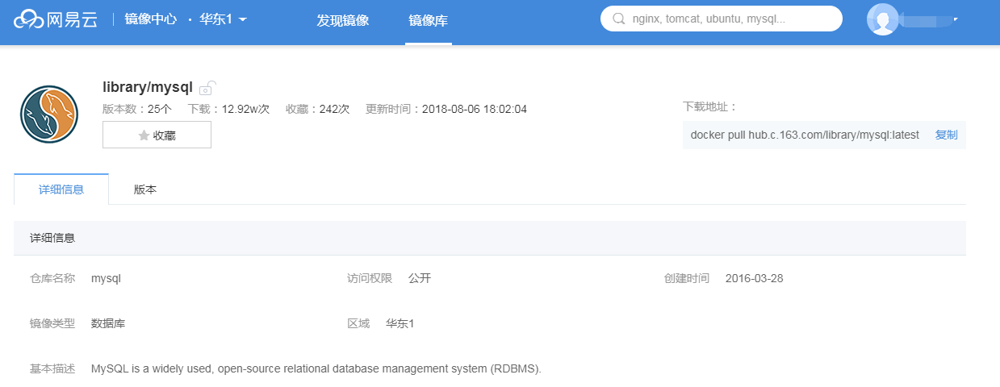 网易云 镜像中心 · 华东1 发现镜像 镜像库 nginx, tomcat, ubuntu, mysql...
library/mysql
版本数：25个 下载：12.92w次 收藏：242次 更新时间：2018-08-06 18:02:04
收藏
下载地址：
docker pull hub.c.163.com/library/mysql:latest 复制
详细信息 版本
详细信息
仓库名称 mysql 访问权限 公开 创建时间 2016-03-28
镜像类型 数据库 区域 华东1
基本描述 MySQL is a widely used, open-source relational database management system (RDBMS).